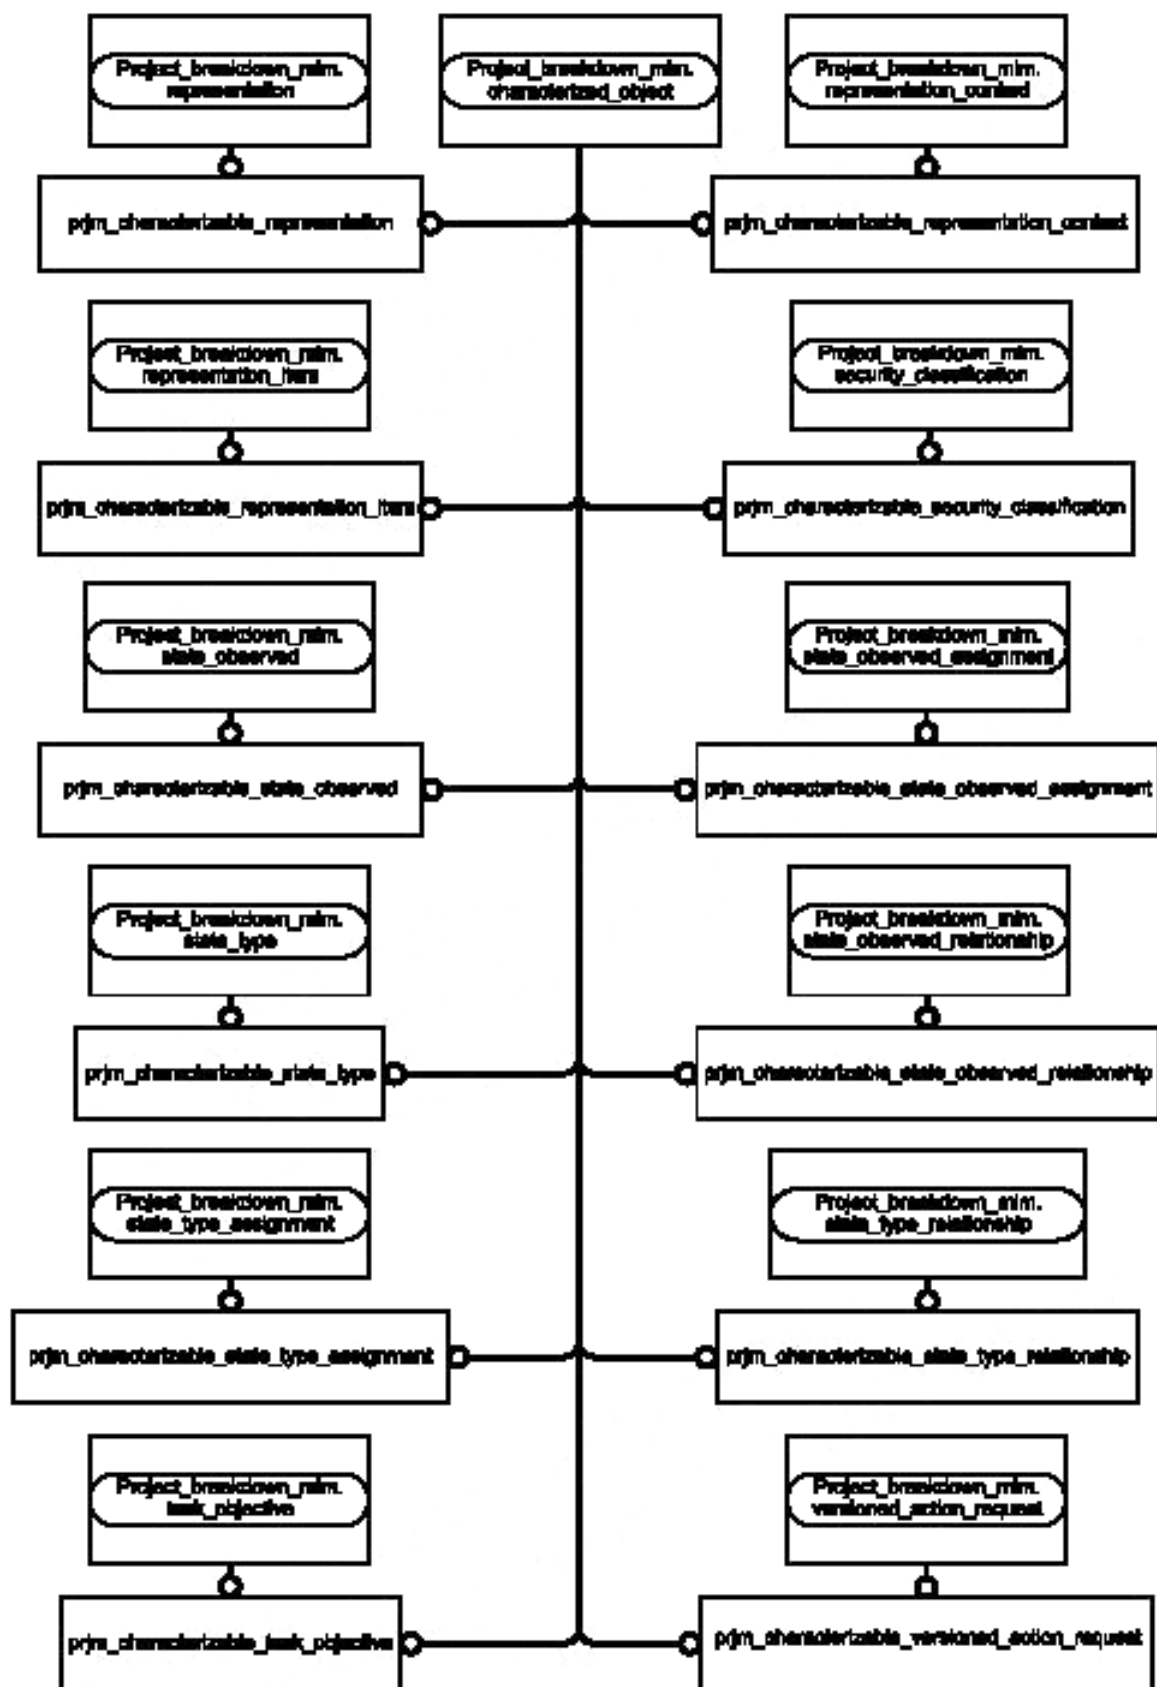 Project_breakdown_mim.
representation
Project_breakdown_mim.
characterized_object
Project_breakdown_mim.
representation_context
prjm_characterizable_representation
prjm_characterizable_representation_context
Project_breakdown_mim.
representation_item
Project_breakdown_mim.
security_classification
prjm_characterizable_representation_item
prjm_characterizable_security_classification
Project_breakdown_mim.
state_observed
Project_breakdown_mim.
state_observed_assignment
prjm_characterizable_state_observed
prjm_characterizable_state_observed_assignment
Project_breakdown_mim.
state_type
Project_breakdown_mim.
state_observed_relationship
prjm_characterizable_state_type
prjm_characterizable_state_observed_relationship
Project_breakdown_mim.
state_type_assignment
Project_breakdown_mim.
state_type_relationship
prjm_characterizable_state_type_assignment
prjm_characterizable_state_type_relationship
Project_breakdown_mim.
task_objective
Project_breakdown_mim.
versioned_action_request
prjm_characterizable_task_objective
prjm_characterizable_versioned_action_request